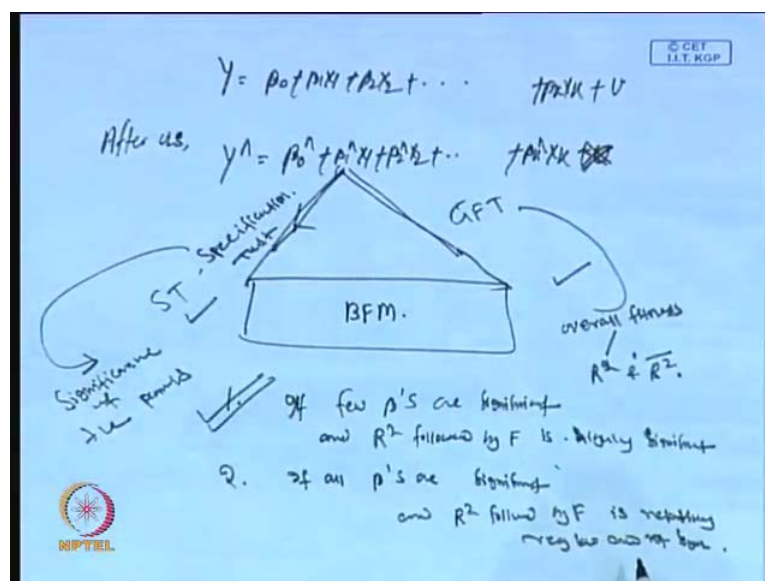 © CET
I.I.T. KGP
Y = β0 + β1X1 + β2X2 + . . . + βkXk + U
After us,
Y^ = β0^ + β1^X1 + β2^X2 + . . + βk^Xk
ST - Specification Test
GFT
BFM.
overall fitness
R² & R̅².
Significance of the
1. If few β's are significant
and R² followed by F is highly significant
2. If all β's are significant
and R² followed by F is
NPTEL